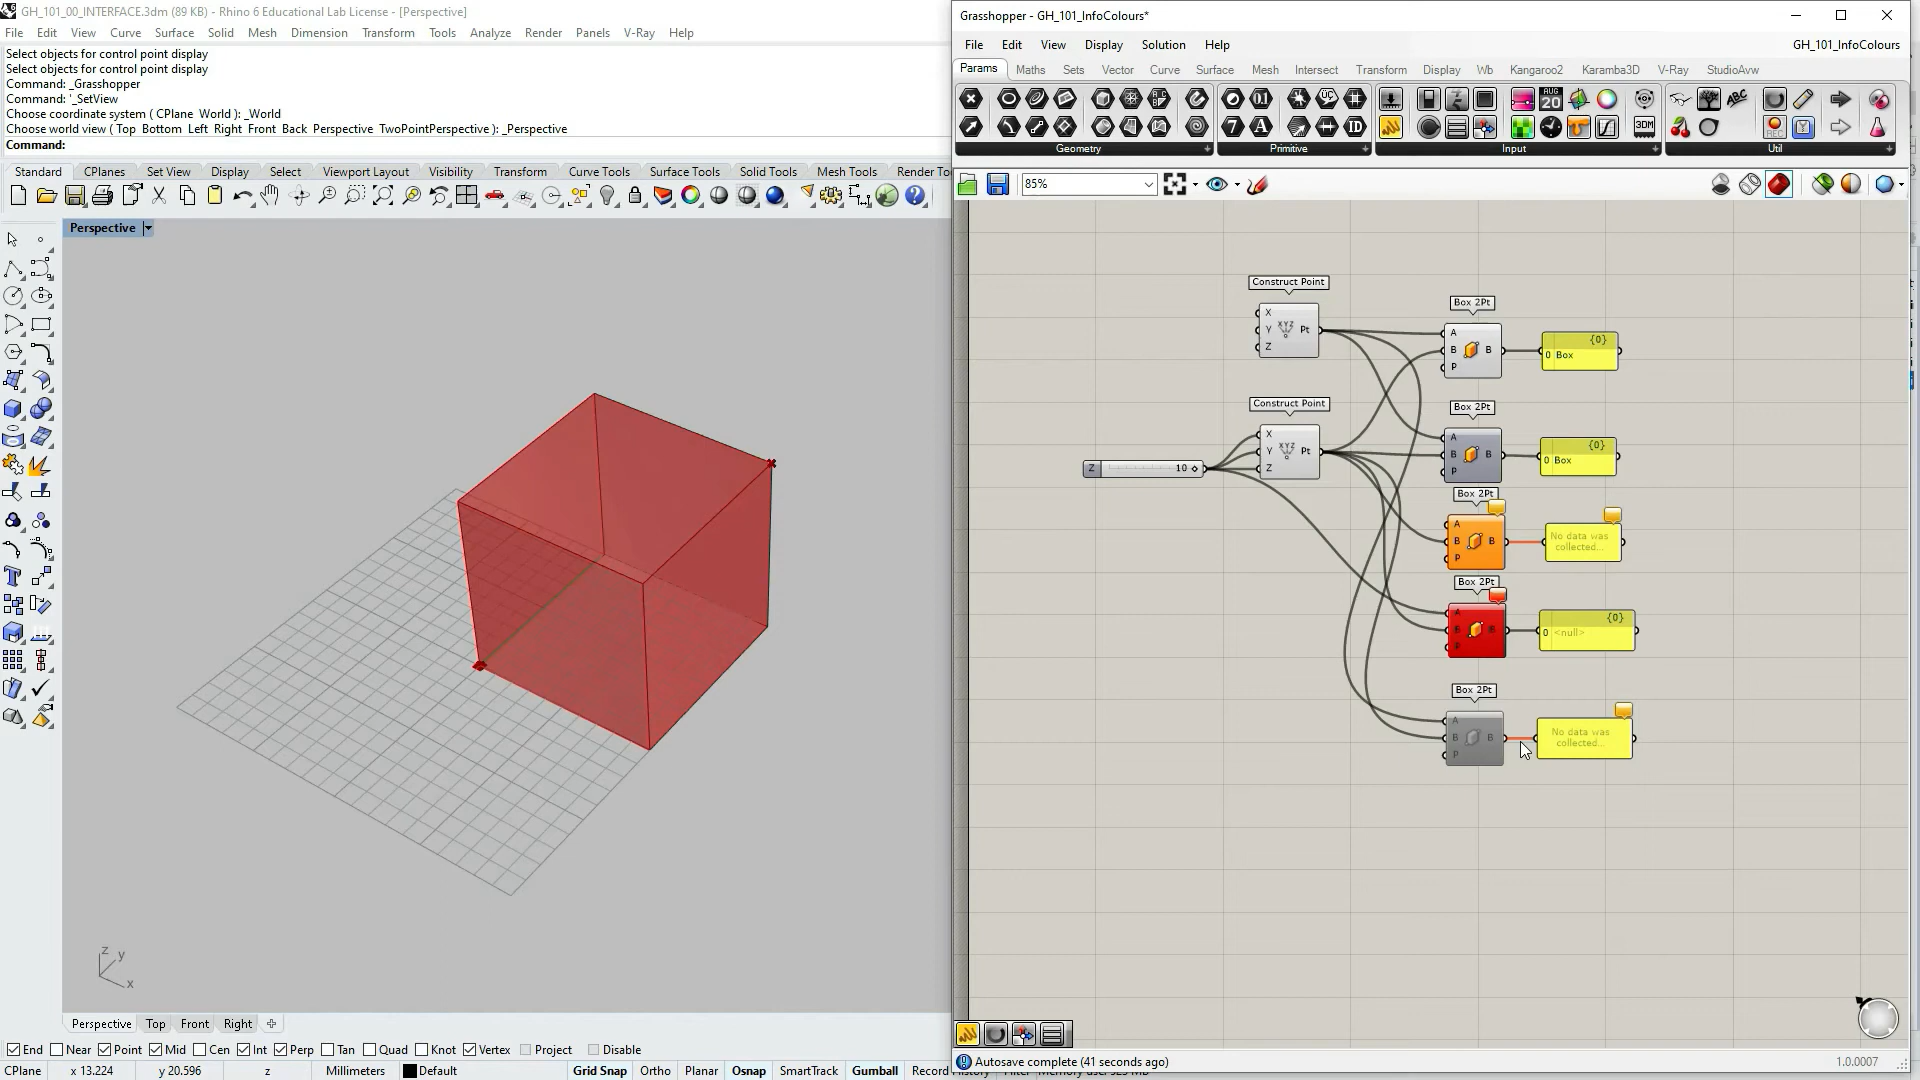 GH_101_00_INTERFACE.3dm (89 KB) - Rhino 6 Educational Lab License - [Perspective]
File Edit View Curve Surface Solid Mesh Dimension Transform Tools Analyze Render Panels V-Ray Help
Select objects for control point display
Select objects for control point display
Command: _Grasshopper
Command: '_SetView
Choose coordinate system ( CPlane World ): _World
Choose world view ( Top Bottom Left Right Front Back Perspective TwoPointPerspective ): _Perspective
Command:
Standard CPlanes Set View Display Select Viewport Layout Visibility Transform Curve Tools Surface Tools Solid Tools Mesh Tools Render To
Perspective
z y
x
Perspective Top Front Right
End Near Point Mid Cen Int Perp Tan Quad Knot Vertex Project Disable
CPlane x 13.224 y 20.596 z Millimeters Default Grid Snap Ortho Planar Osnap SmartTrack Gumball Record
Grasshopper - GH_101_InfoColours*
File Edit View Display Solution Help GH_101_InfoColours
Params Maths Sets Vector Curve Surface Mesh Intersect Transform Display Wb Kangaroo2 Karamba3D V-Ray StudioAvw
Geometry Primitive Input Util
85%
Construct Point
X
Y Pt
Z
Construct Point
X
Y Pt
Z
Z 10
Box 2Pt
A
B B
P
{0}
0 Box
Box 2Pt
A
B B
P
{0}
0 Box
Box 2Pt
A
B B
P
No data was
collected...
Box 2Pt
A
B B
P
{0}
0 <null>
Box 2Pt
A
B B
P
No data was
collected...
Autosave complete (41 seconds ago) 1.0.0007